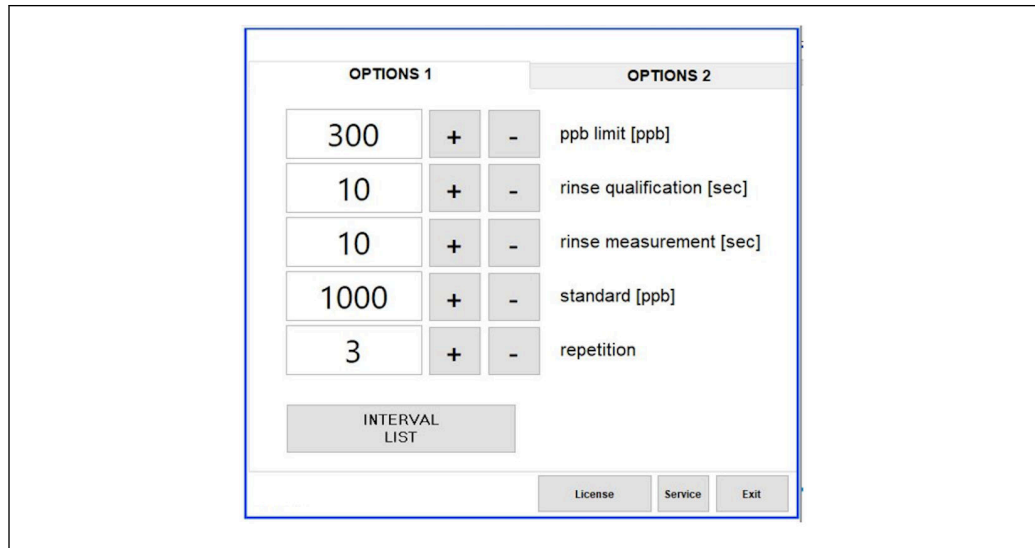 OPTIONS 1
OPTIONS 2
300 + - ppb limit [ppb]
10 + - rinse qualification [sec]
10 + - rinse measurement [sec]
1000 + - standard [ppb]
3 + - repetition
INTERVAL
LIST
License
Service
Exit